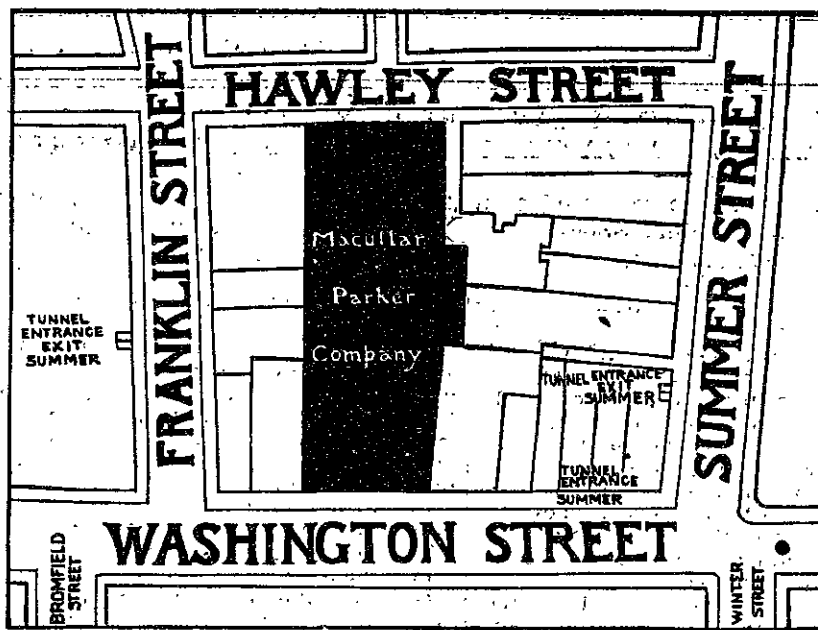 HAWLEY STREET
FRANKLIN STREET
SUMMER STREET
Macullar
Parker
Company
TUNNEL
ENTRANCE
EXIT
SUMMER
TUNNEL ENTRANCE
EXIT
SUMMER
TUNNEL
ENTRANCE
SUMMER
WASHINGTON STREET
BROMFIELD
STREET
WINTER
STREET